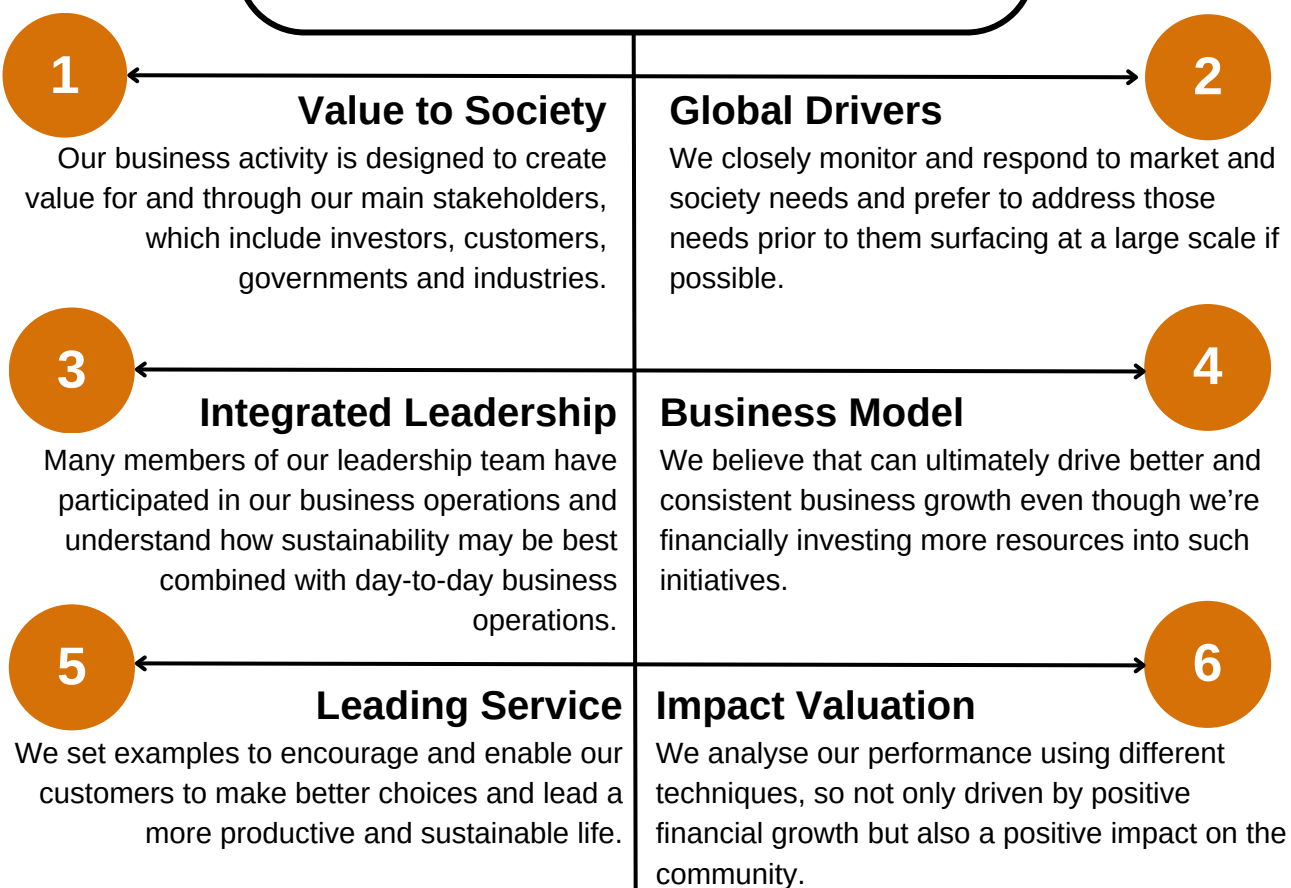 1
Value to Society
Our business activity is designed to create
value for and through our main stakeholders,
which include investors, customers,
governments and industries.
2
Global Drivers
We closely monitor and respond to market and
society needs and prefer to address those
needs prior to them surfacing at a large scale if
possible.
3
Integrated Leadership
Many members of our leadership team have
participated in our business operations and
understand how sustainability may be best
combined with day-to-day business
operations.
4
Business Model
We believe that can ultimately drive better and
consistent business growth even though we’re
financially investing more resources into such
initiatives.
5
Leading Service
We set examples to encourage and enable our
customers to make better choices and lead a
more productive and sustainable life.
6
Impact Valuation
We analyse our performance using different
techniques, so not only driven by positive
financial growth but also a positive impact on the
community.